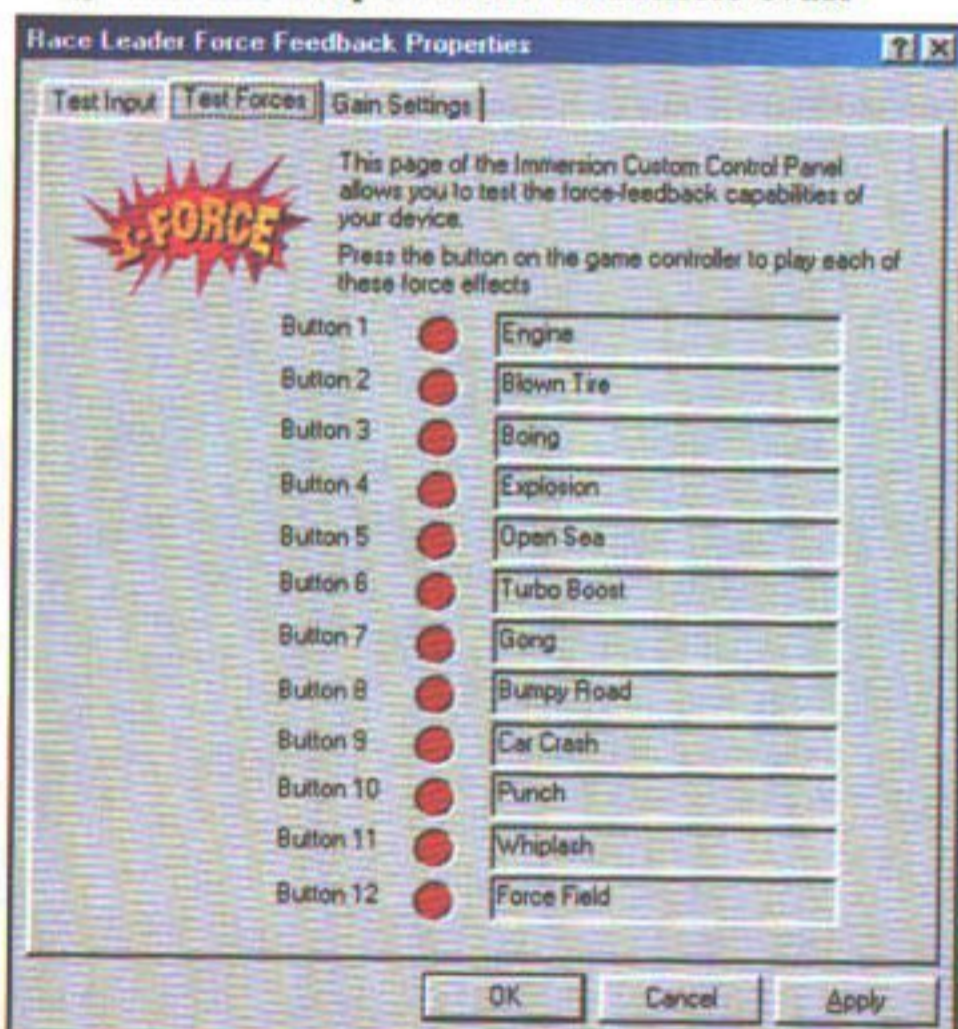 Race Leader Force Feedback Properties
Test Input Test Forces Gain Settings
I-FORCE
This page of the Immersion Custom Control Panel
allows you to test the force-feedback capabilities of
your device.
Press the button on the game controller to play each of
these force effects
Button 1 Engine
Button 2 Blown Tire
Button 3 Boing
Button 4 Explosion
Button 5 Open Sea
Button 6 Turbo Boost
Button 7 Gong
Button 8 Bumpy Road
Button 9 Car Crash
Button 10 Punch
Button 11 Whiplash
Button 12 Force Field
OK Cancel Apply